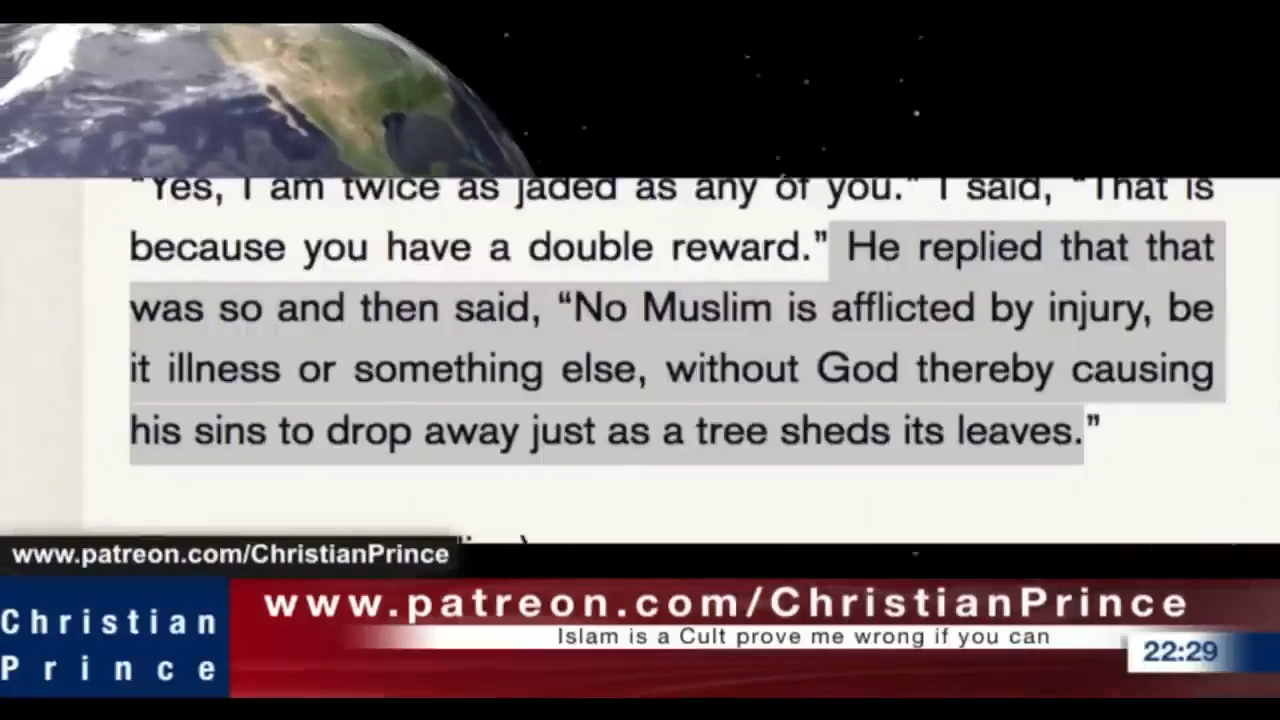 "Yes, I am twice as jaded as any of you." I said, "That is
because you have a double reward." He replied that that
was so and then said, “No Muslim is afflicted by injury, be
it illness or something else, without God thereby causing
his sins to drop away just as a tree sheds its leaves.”
www.patreon.com/ChristianPrince
www.patreon.com/ChristianPrince
Islam is a Cult prove me wrong if you can
Christian
Prince
22:29